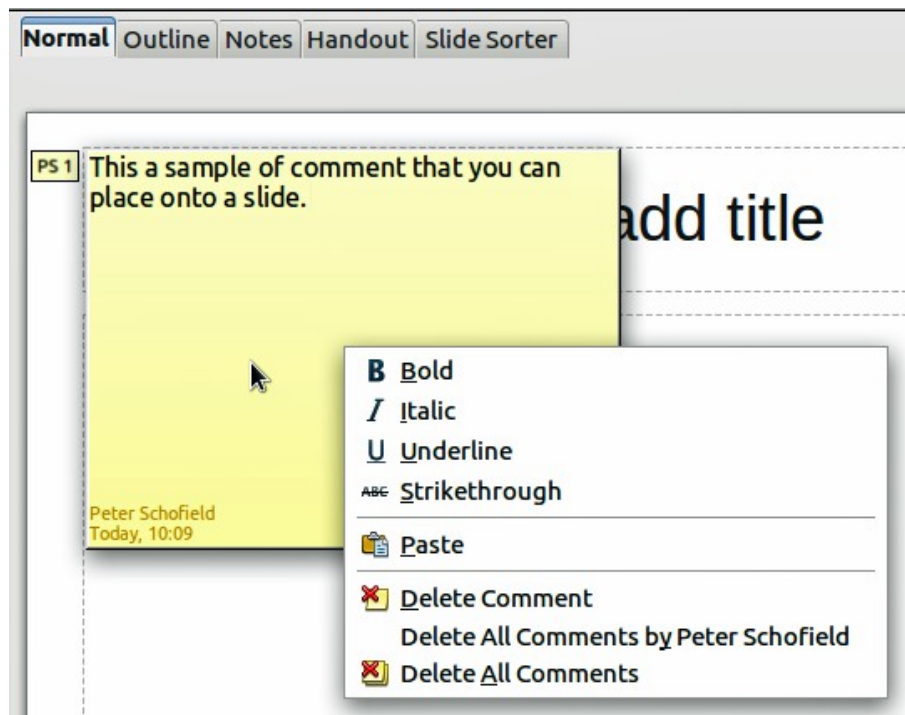 Normal Outline Notes Handout Slide Sorter
PS 1
This a sample of comment that you can
place onto a slide.
add title
Peter Schofield
Today, 10:09
B Bold
I Italic
U Underline
ABC Strikethrough
Paste
Delete Comment
Delete All Comments by Peter Schofield
Delete All Comments